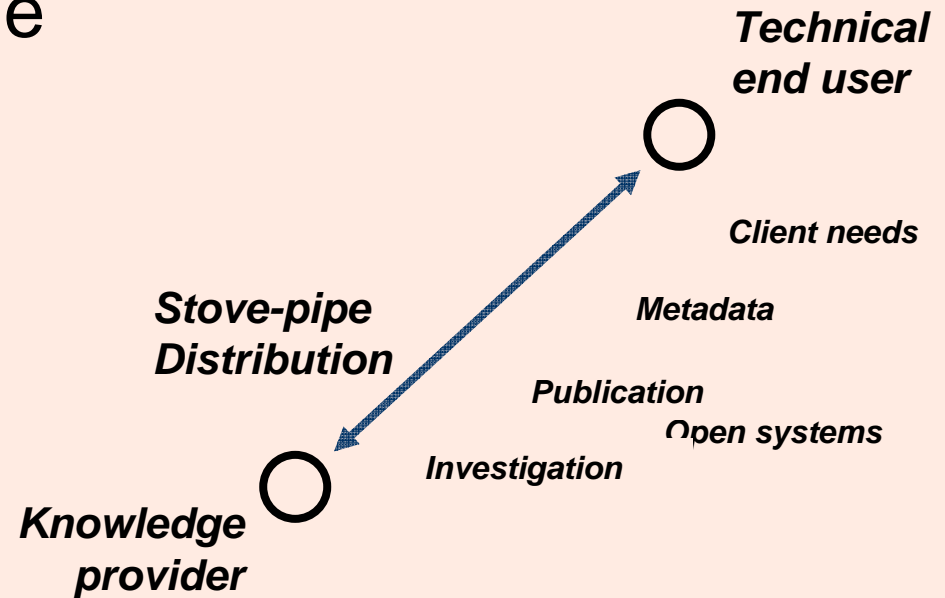 e
Technical
end user
Client needs
Stove-pipe
Distribution
Metadata
Publication
Open systems
Investigation
Knowledge
provider